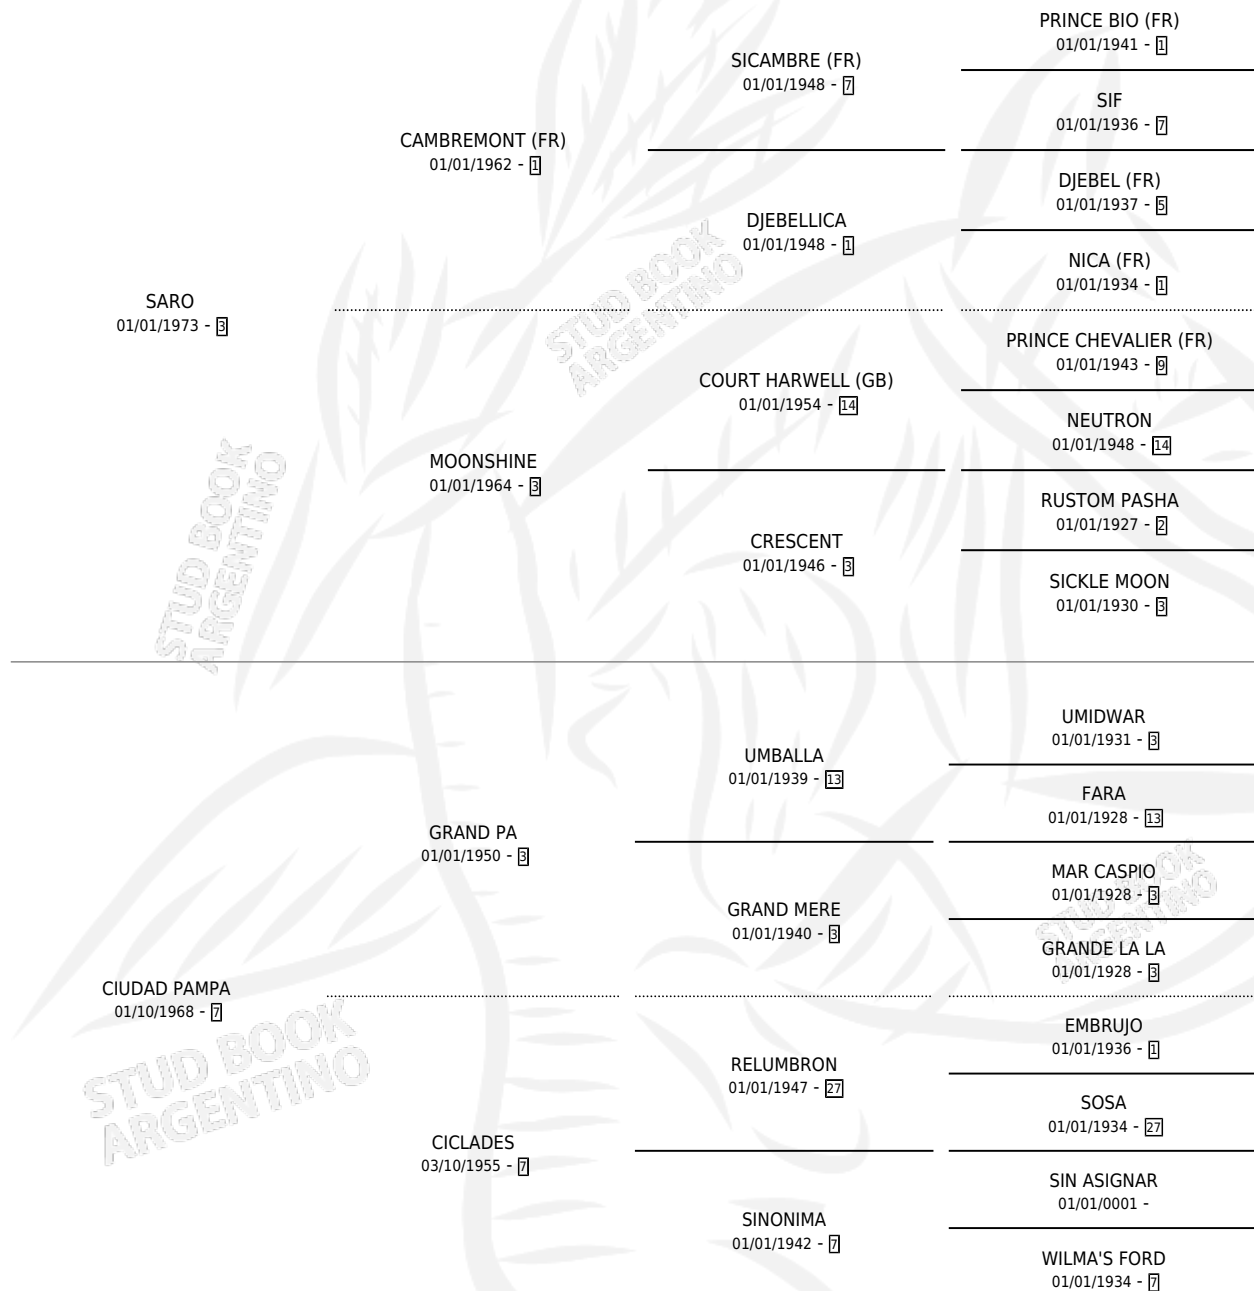 PRINCE BIO (FR)
01/01/1941 - 1
SICAMBRE (FR)
01/01/1948 - 7
SIF
01/01/1936 - 7
CAMBREMONT (FR)
01/01/1962 - 1
DJEBEL (FR)
01/01/1937 - 5
DJEBELLICA
01/01/1948 - 1
NICA (FR)
01/01/1934 - 1
SARO
01/01/1973 - 3
PRINCE CHEVALIER (FR)
01/01/1943 - 9
COURT HARWELL (GB)
01/01/1954 - 14
NEUTRON
01/01/1948 - 14
MOONSHINE
01/01/1964 - 3
RUSTOM PASHA
01/01/1927 - 2
CRESCENT
01/01/1946 - 3
SICKLE MOON
01/01/1930 - 3
UMIDWAR
01/01/1931 - 3
UMBALLA
01/01/1939 - 13
FARA
01/01/1928 - 13
GRAND PA
01/01/1950 - 3
MAR CASPIO
01/01/1928 - 3
GRAND MERE
01/01/1940 - 3
GRANDE LA LA
01/01/1928 - 3
CIUDAD PAMPA
01/10/1968 - 7
EMBRUJO
01/01/1936 - 1
RELUMBRON
01/01/1947 - 27
SOSA
01/01/1934 - 27
CICLADES
03/10/1955 - 7
SIN ASIGNAR
01/01/0001 -
SINONIMA
01/01/1942 - 7
WILMA'S FORD
01/01/1934 - 7
STUD BOOK
ARGENTINO
STUD BOOK
ARGENTINO
STUD BOOK
ARGENTINO
STUD BOOK
ARGENTINO